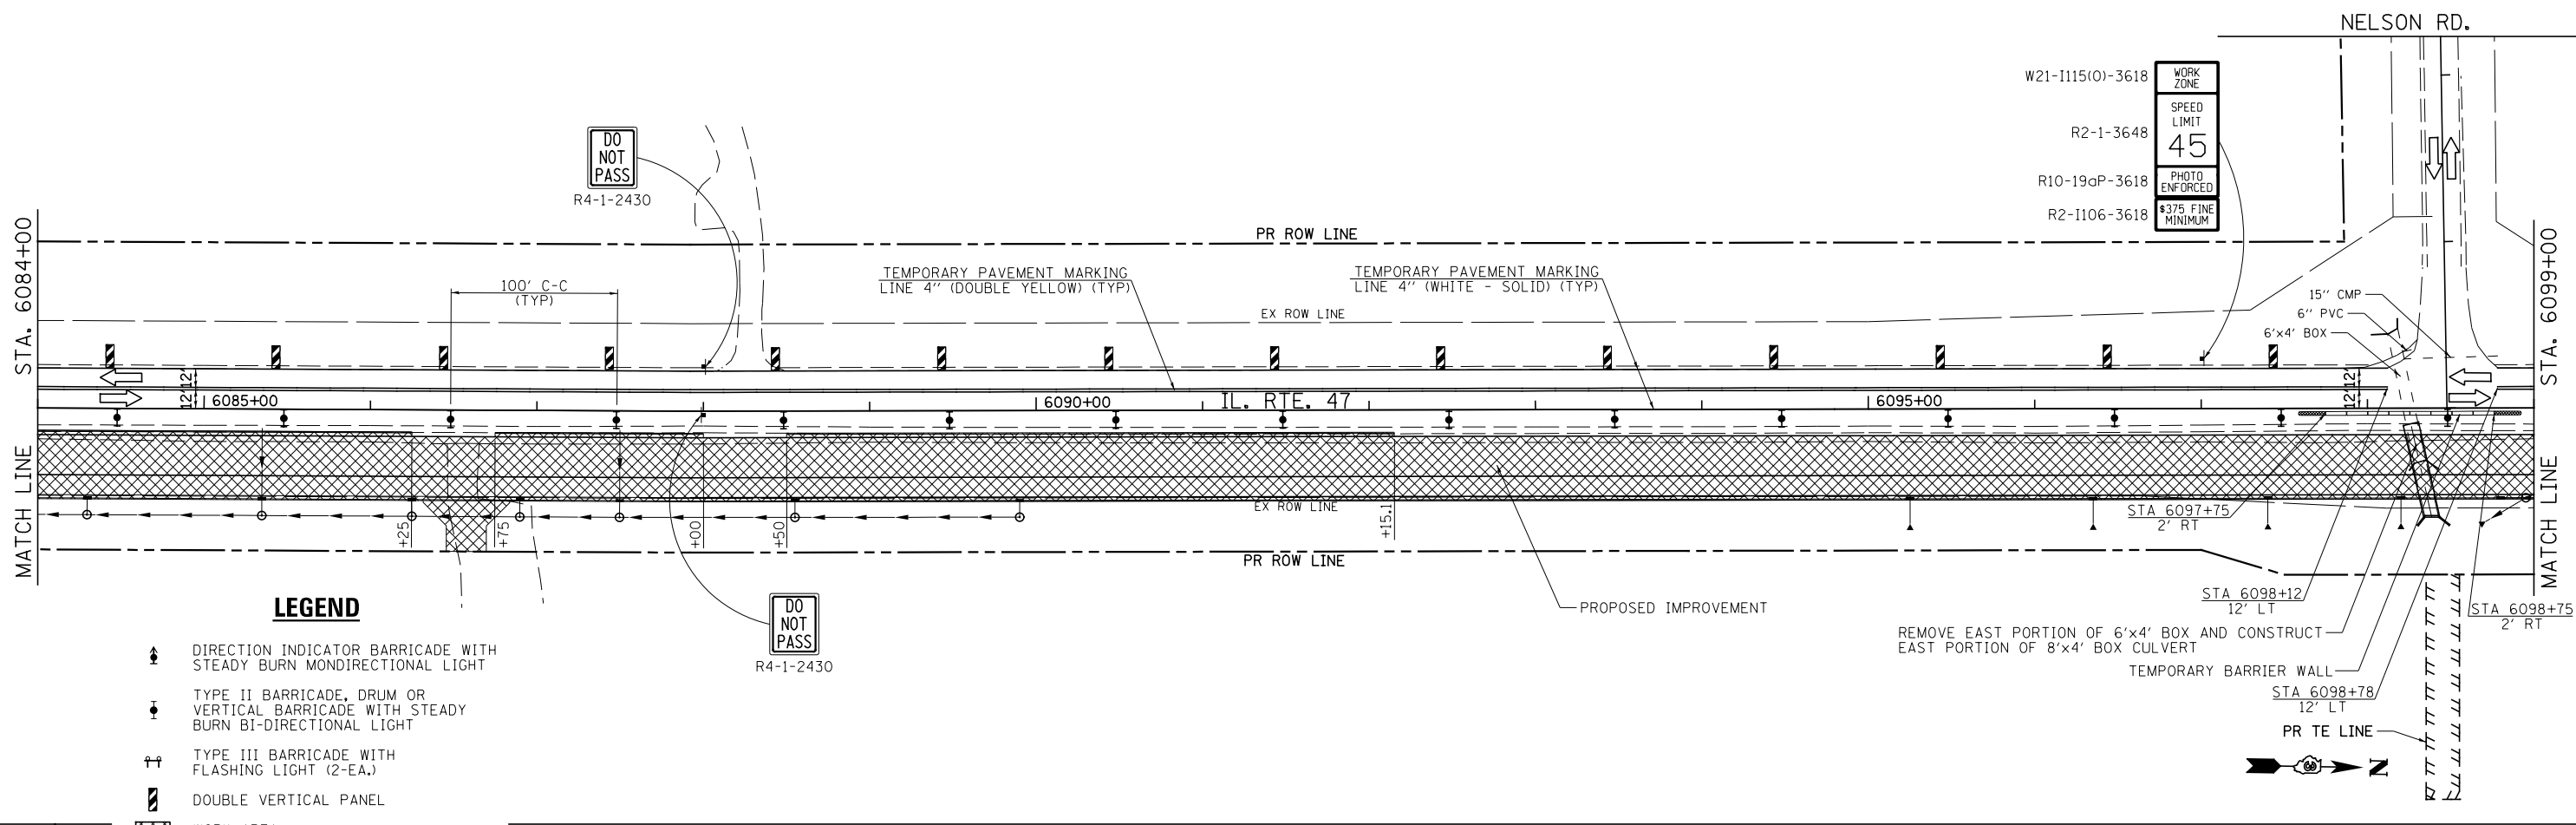 NELSON RD.
W21-I115(O)-3618
WORK
ZONE
R2-1-3648
SPEED
LIMIT
45
R10-19aP-3618
PHOTO
ENFORCED
R2-I106-3618
$375 FINE
MINIMUM
DO
NOT
PASS
R4-1-2430
STA. 6084+00
MATCH LINE
PR ROW LINE
100' C-C
(TYP)
TEMPORARY PAVEMENT MARKING
LINE 4" (DOUBLE YELLOW) (TYP)
TEMPORARY PAVEMENT MARKING
LINE 4" (WHITE - SOLID) (TYP)
EX ROW LINE
15" CMP
6" PVC
6'x4' BOX
STA. 6099+00
MATCH LINE
12'
12'
6085+00
6090+00
IL. RTE. 47
6095+00
12'
12'
+25
+75
+00
+50
+15.1
EX ROW LINE
PR ROW LINE
STA 6097+75
2' RT
STA 6098+12
12' LT
STA 6098+75
2' RT
PROPOSED IMPROVEMENT
REMOVE EAST PORTION OF 6'x4' BOX AND CONSTRUCT
EAST PORTION OF 8'x4' BOX CULVERT
TEMPORARY BARRIER WALL
STA 6098+78
12' LT
PR TE LINE
N
DO
NOT
PASS
R4-1-2430
LEGEND
DIRECTION INDICATOR BARRICADE WITH
STEADY BURN MONDIRECTIONAL LIGHT
TYPE II BARRICADE, DRUM OR
VERTICAL BARRICADE WITH STEADY
BURN BI-DIRECTIONAL LIGHT
TYPE III BARRICADE WITH
FLASHING LIGHT (2-EA.)
DOUBLE VERTICAL PANEL